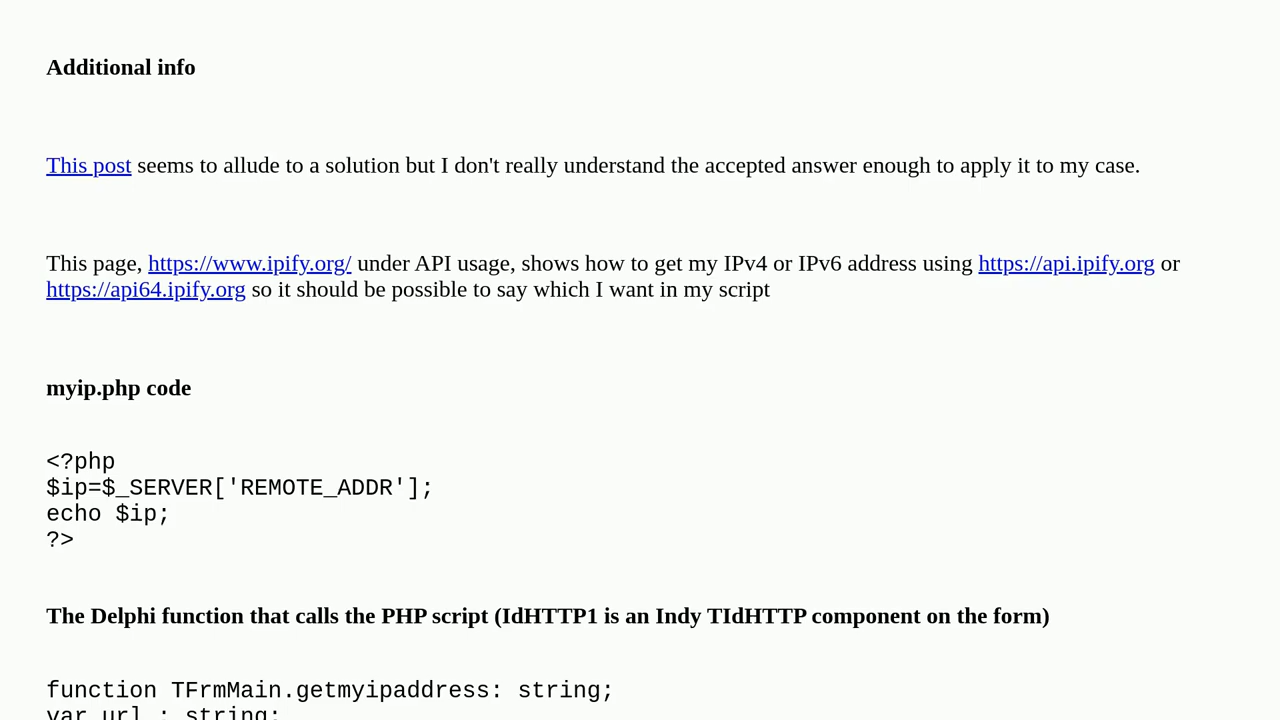 Additional info
This post seems to allude to a solution but I don't really understand the accepted answer enough to apply it to my case.
This page, https://www.ipify.org/ under API usage, shows how to get my IPv4 or IPv6 address using https://api.ipify.org or
https://api64.ipify.org so it should be possible to say which I want in my script
myip.php code
<?php
$ip=$_SERVER['REMOTE_ADDR'];
echo $ip;
?>
The Delphi function that calls the PHP script (IdHTTP1 is an Indy TIdHTTP component on the form)
function TFrmMain.getmyipaddress: string;
var url : string;